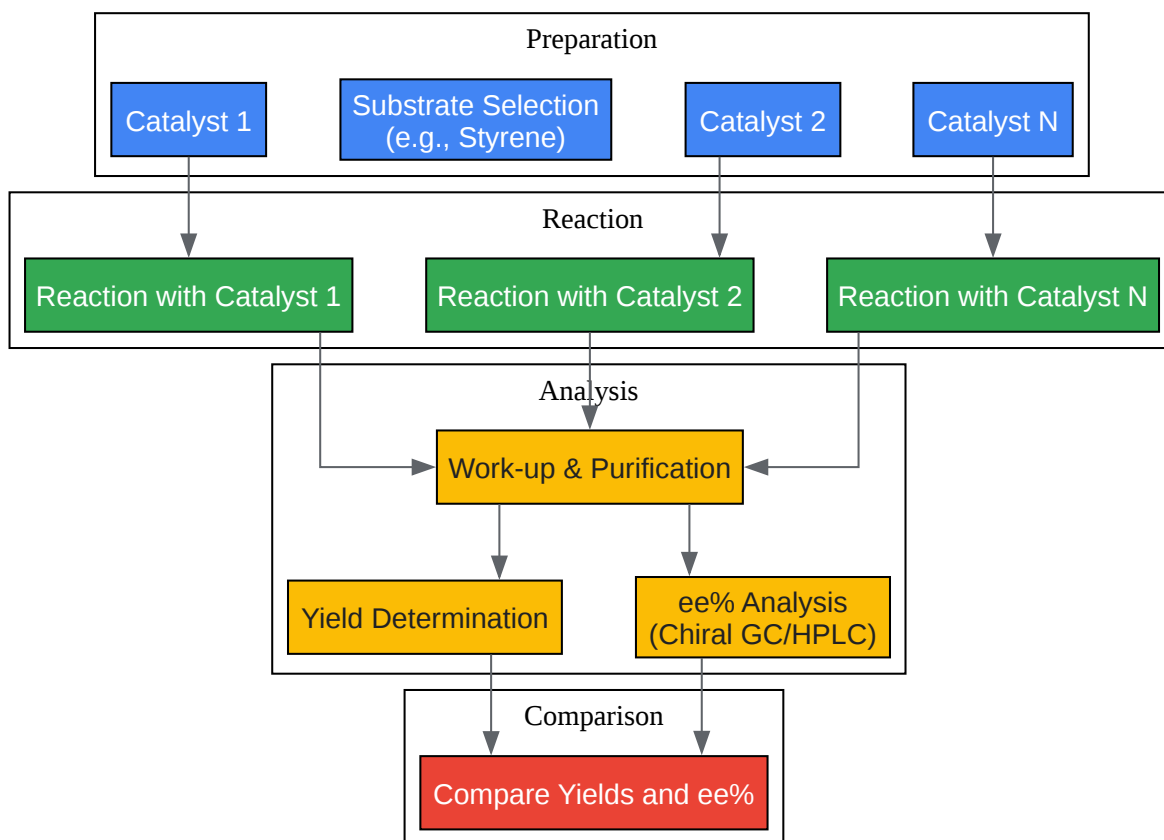 Preparation
Catalyst 1
Substrate Selection
(e.g., Styrene)
Catalyst 2
Catalyst N
Reaction
Reaction with Catalyst 1
Reaction with Catalyst 2
Reaction with Catalyst N
Analysis
Work-up & Purification
Yield Determination
ee% Analysis
(Chiral GC/HPLC)
Comparison
Compare Yields and ee%